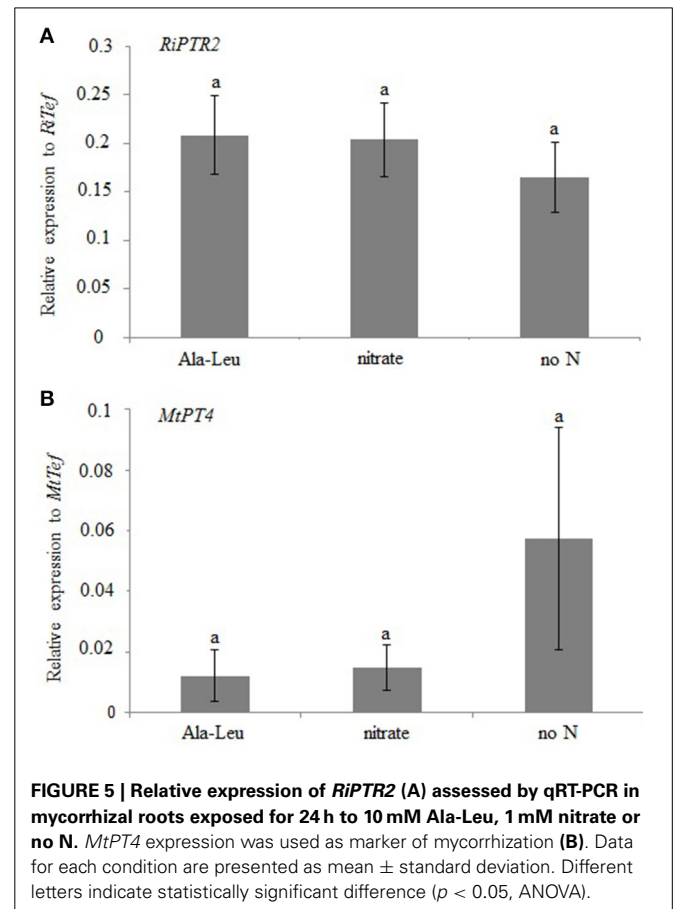 A
RiPTR2
Relative expression to RiTef
0.3
0.25
0.2
0.15
0.1
0.05
0
a
a
a
Ala-Leu
nitrate
no N
B
MtPT4
Relative expression to MtTef
0.1
0.08
0.06
0.04
0.02
0
a
a
a
Ala-Leu
nitrate
no N
FIGURE 5 | Relative expression of RiPTR2 (A) assessed by qRT-PCR in
mycorrhizal roots exposed for 24 h to 10 mM Ala-Leu, 1 mM nitrate or
no N. MtPT4 expression was used as marker of mycorrhization (B). Data
for each condition are presented as mean ± standard deviation. Different
letters indicate statistically significant difference (p < 0.05, ANOVA).